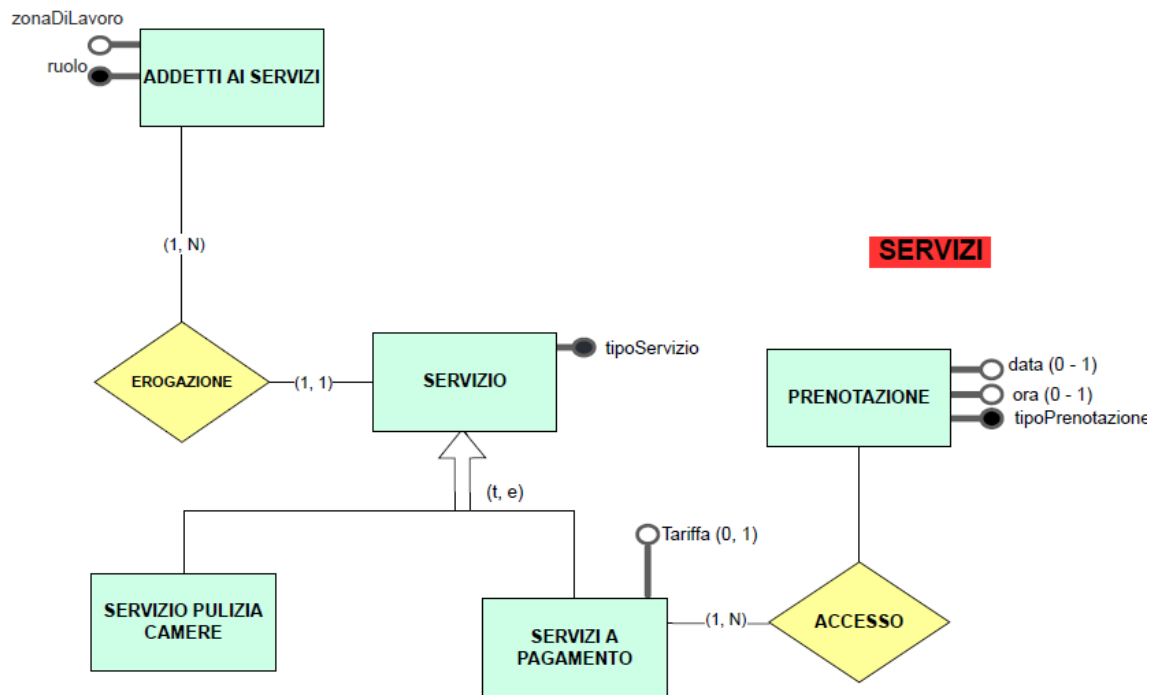 zonaDiLavoro
ruolo
ADDETTI AI SERVIZI
(1, N)
SERVIZI
EROGAZIONE
(1, 1)
SERVIZIO
tipoServizio
PRENOTAZIONE
data (0 - 1)
ora (0 - 1)
tipoPrenotazione
(t, e)
Tariffa (0, 1)
SERVIZIO PULIZIA
CAMERE
SERVIZI A
PAGAMENTO
(1, N)
ACCESSO